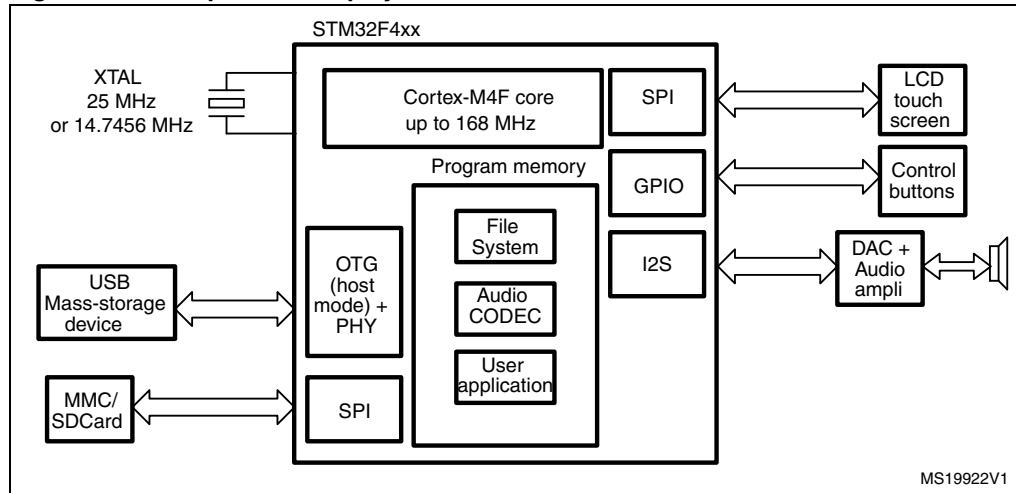 STM32F4xx
XTAL
25 MHz
or 14.7456 MHz
Cortex-M4F core
up to 168 MHz
SPI
LCD
touch
screen
Program memory
GPIO
Control
buttons
File
System
I2S
DAC +
Audio
ampli
OTG
(host
mode) +
PHY
USB
Mass-storage
device
Audio
CODEC
User
application
MMC/
SDCard
SPI
MS19922V1